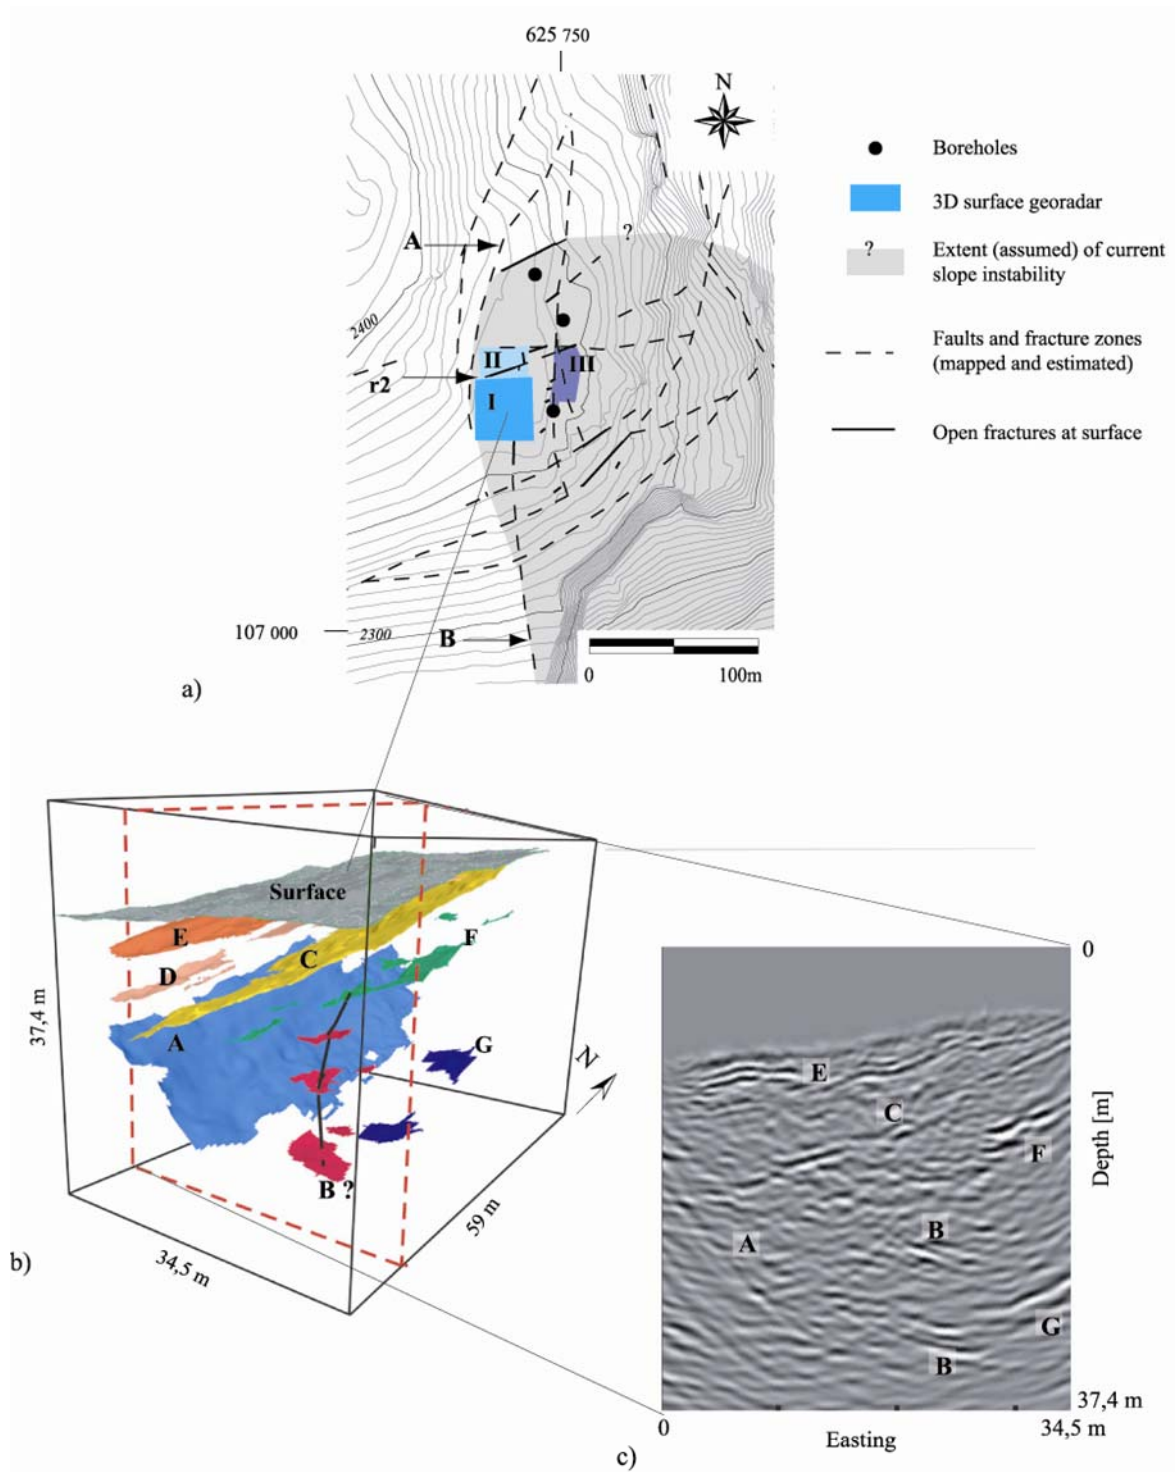 625 750
N
Boreholes
3D surface georadar
?
Extent (assumed) of current
slope instability
Faults and fracture zones
(mapped and estimated)
Open fractures at surface
?
A
2400
II
III
r2
I
107 000
2300
B
0
100m
a)
Surface
E
F
D
C
A
G
N
B ?
37,4 m
34,5 m
59 m
b)
0
E
C
F
B
A
G
B
Depth [m]
37,4 m
0
34,5 m
Easting
c)